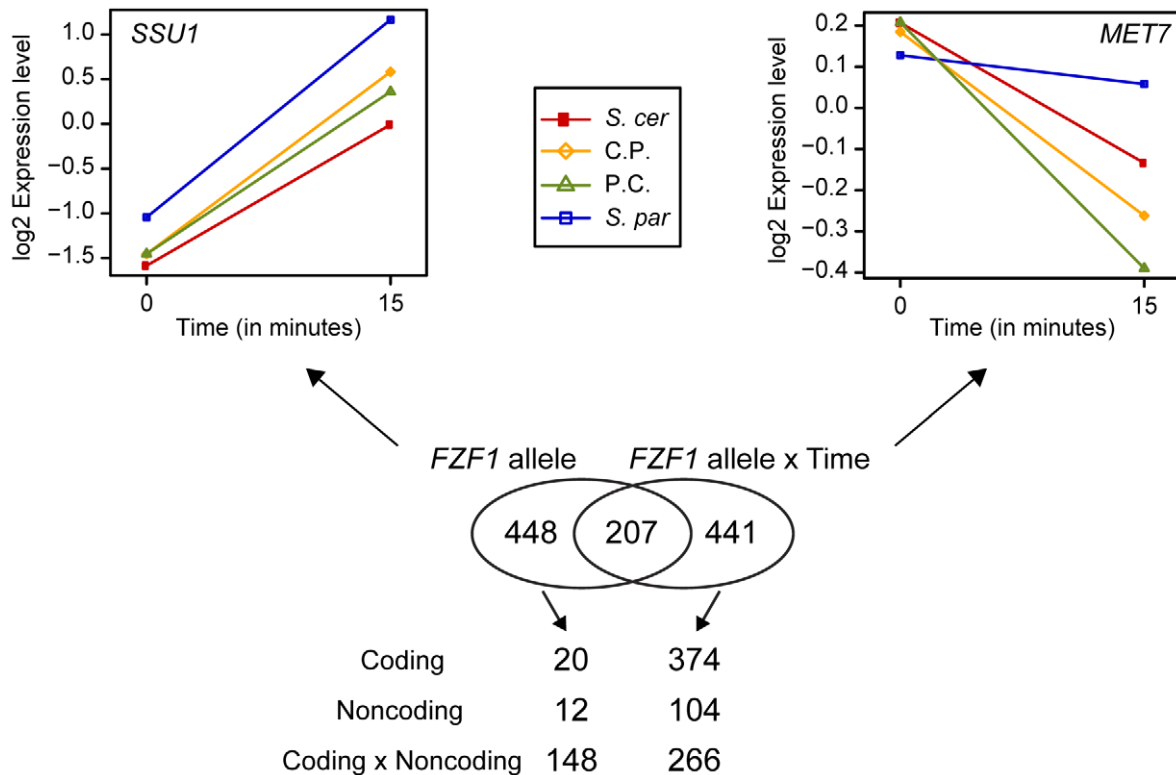 SSU1
log2 Expression level
1.0
0.5
0.0
−0.5
−1.0
−1.5
0 15
Time (in minutes)
S. cer
C.P.
P.C.
S. par
MET7
log2 Expression level
0.2
0.1
0.0
−0.1
−0.2
−0.3
−0.4
0 15
Time (in minutes)
FZF1 allele FZF1 allele x Time
448 207 441
Coding 20 374
Noncoding 12 104
Coding x Noncoding 148 266